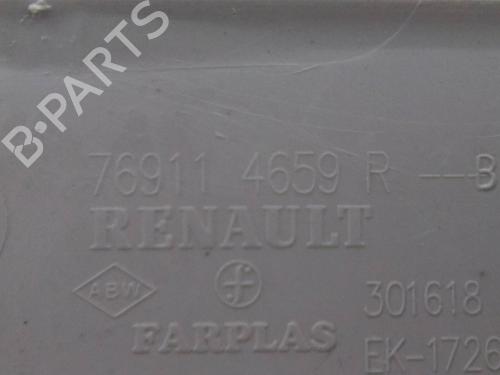 B-PARTS
76911 4659 R --- B
RENAULT
ABW
f
301618
FARPLAS
EK-1726